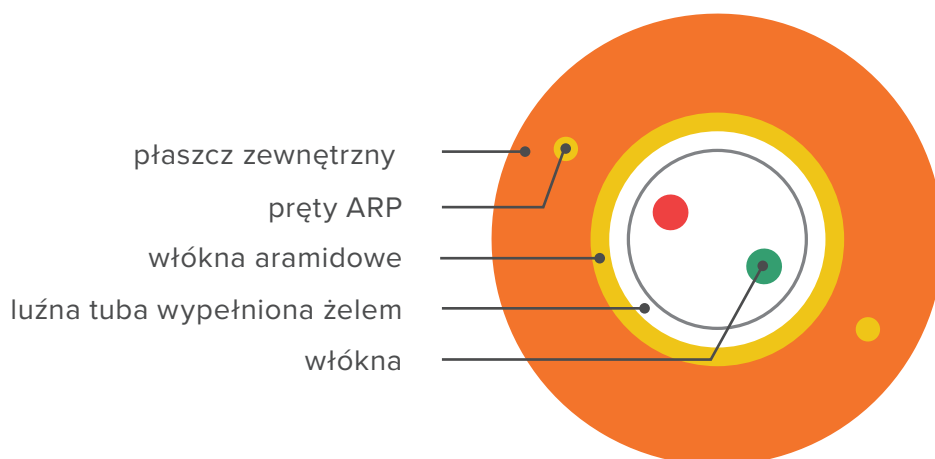 płaszcz zewnętrzny
pręty ARP
włókna aramidowe
luźna tuba wypełniona żelem
włókna